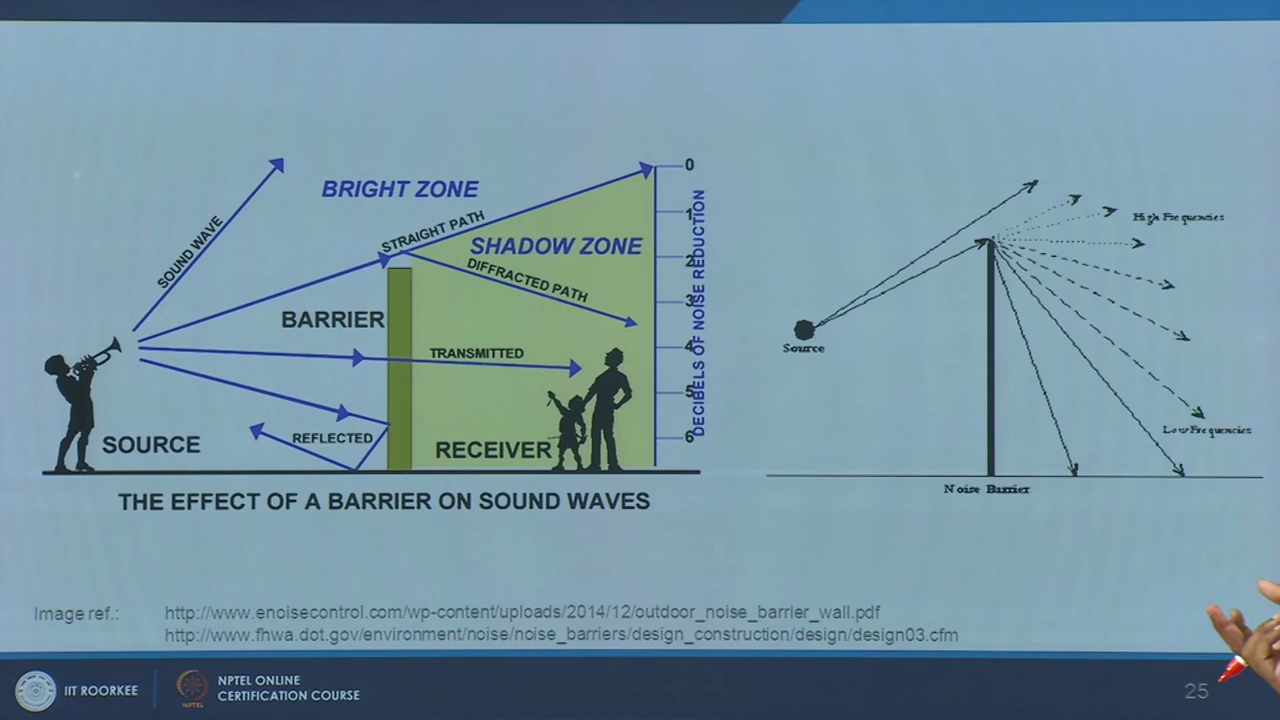 BRIGHT ZONE
SOUND WAVE
STRAIGHT PATH
SHADOW ZONE
DIFFRACTED PATH
BARRIER
TRANSMITTED
REFLECTED
SOURCE
RECEIVER
0
1
2
3
4
5
6
DECIBELS OF NOISE REDUCTION
THE EFFECT OF A BARRIER ON SOUND WAVES
High Frequencies
Source
Low Frequencies
Noise Barrier
Image ref.: http://www.enoisecontrol.com/wp-content/uploads/2014/12/outdoor_noise_barrier_wall.pdf
http://www.fhwa.dot.gov/environment/noise/noise_barriers/design_construction/design/design03.cfm
IIT ROORKEE
NPTEL
NPTEL ONLINE
CERTIFICATION COURSE
25